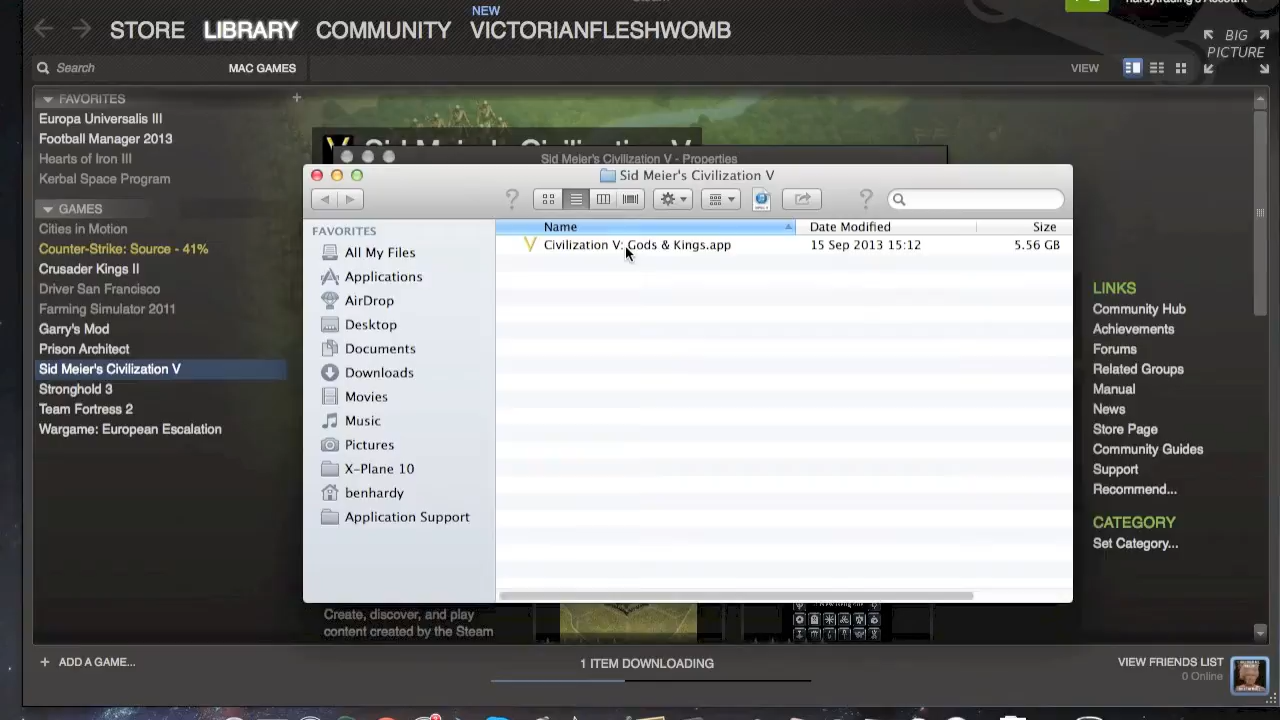 NEW
STORE LIBRARY COMMUNITY VICTORIANFLESHWOMB
BIG
PICTURE
Search
MAC GAMES
VIEW
FAVORITES
Europa Universalis III
Football Manager 2013
Hearts of Iron III
Kerbal Space Program
GAMES
Cities in Motion
Counter-Strike: Source - 41%
Crusader Kings II
Driver San Francisco
Farming Simulator 2011
Garry's Mod
Prison Architect
Sid Meier's Civilization V
Stronghold 3
Team Fortress 2
Wargame: European Escalation
+ ADD A GAME...
Sid Meier's Civilization V
Sid Meier's Civilization V - Properties
Sid Meier's Civilization V
FAVORITES
All My Files
Applications
AirDrop
Desktop
Documents
Downloads
Movies
Music
Pictures
X-Plane 10
benhardy
Application Support
Name Date Modified Size
Civilization V: Gods & Kings.app 15 Sep 2013 15:12 5.56 GB
Create, discover, and play
content created by the Steam
LINKS
Community Hub
Achievements
Forums
Related Groups
Manual
News
Store Page
Community Guides
Support
Recommend...
CATEGORY
Set Category...
1 ITEM DOWNLOADING
VIEW FRIENDS LIST
0 Online